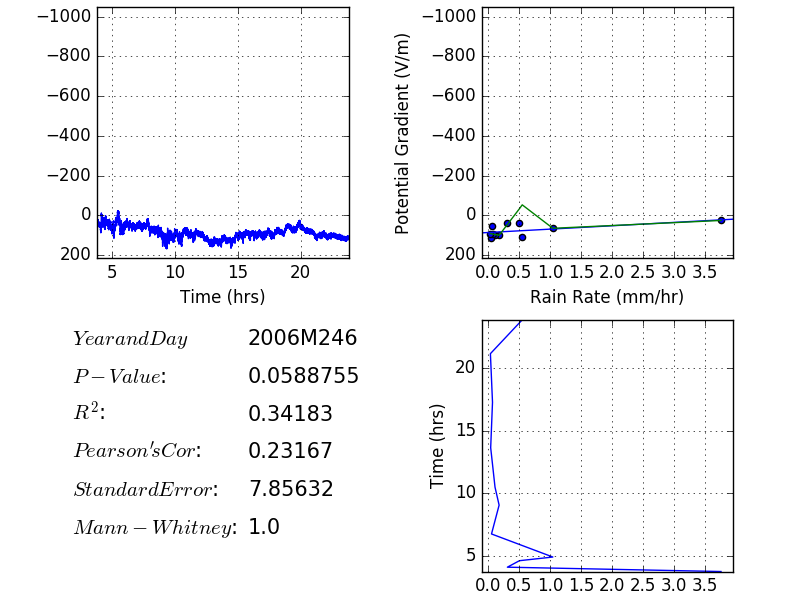 −1000
−800
−600
−400
−200
0
200
5 10 15 20
Time (hrs)
Potential Gradient (V/m)
−1000
−800
−600
−400
−200
0
200
0.0 0.5 1.0 1.5 2.0 2.5 3.0 3.5
Rain Rate (mm/hr)
YearandDay 2006M246
P−Value: 0.0588755
R²: 0.34183
Pearson'sCor: 0.23167
StandardError: 7.85632
Mann−Whitney: 1.0
Time (hrs)
20
15
10
5
0.0 0.5 1.0 1.5 2.0 2.5 3.0 3.5